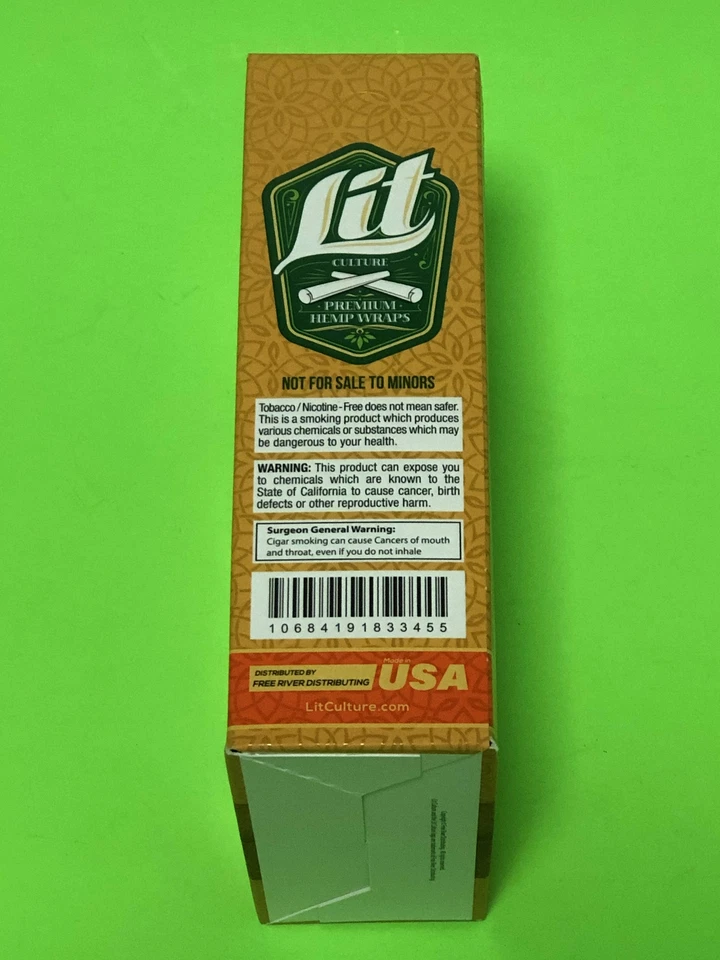 Lit
CULTURE
PREMIUM
HEMP WRAPS
NOT FOR SALE TO MINORS
Tobacco / Nicotine - Free does not mean safer.
This is a smoking product which produces
various chemicals or substances which may
be dangerous to your health.
WARNING: This product can expose you
to chemicals which are known to the
State of California to cause cancer, birth
defects or other reproductive harm.
Surgeon General Warning:
Cigar smoking can cause Cancers of mouth
and throat, even if you do not inhale
10684191833455
DISTRIBUTED BY
FREE RIVER DISTRIBUTING
Made in
USA
LitCulture.com